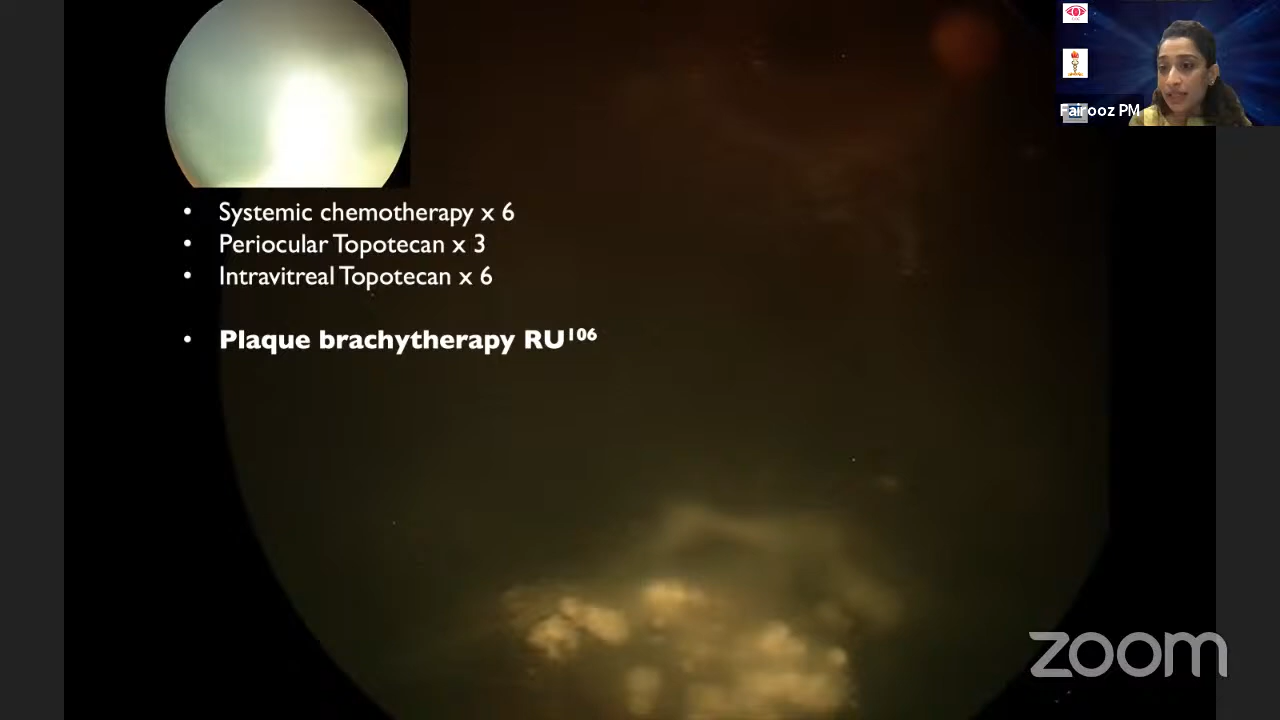 Fairooz PM
• Systemic chemotherapy x 6
• Periocular Topotecan x 3
• Intravitreal Topotecan x 6
• Plaque brachytherapy RU¹⁰⁶
zoom